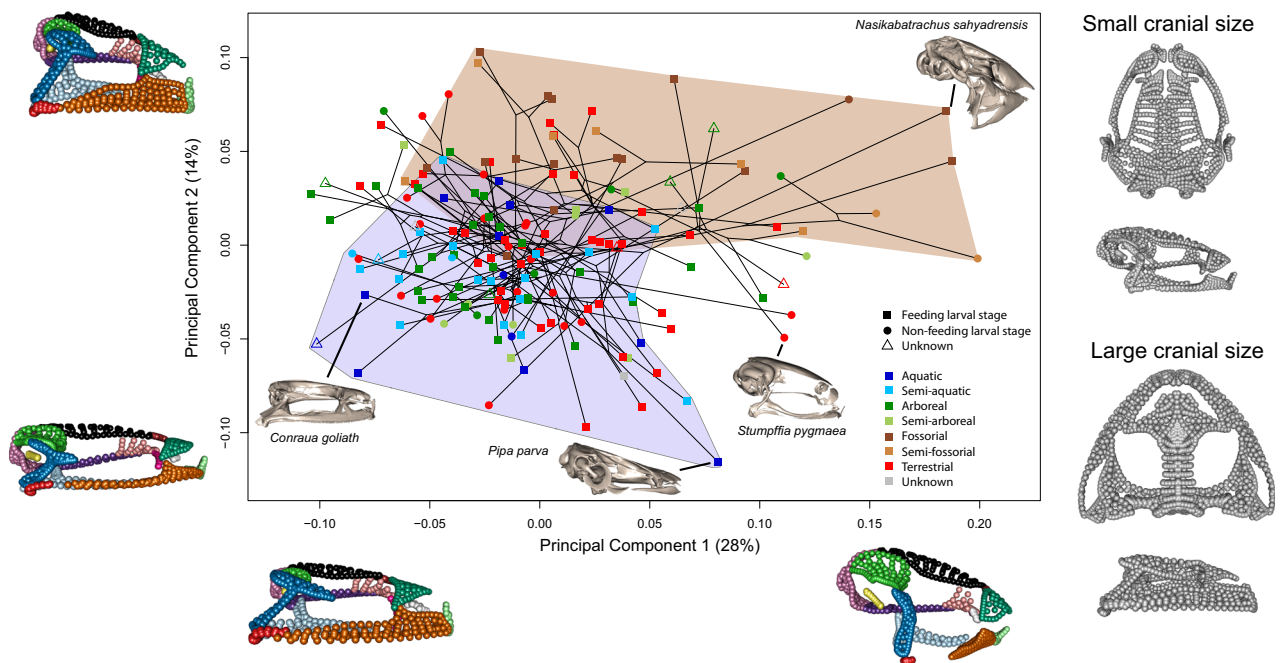 Nasikabatrachus sahyadrensis
Small cranial size
Large cranial size
Principal Component 2 (14%)
0.10
0.05
0.00
−0.05
−0.10
Conraua goliath
Pipa parva
Stumpffia pygmaea
Feeding larval stage
Non-feeding larval stage
Unknown
Aquatic
Semi-aquatic
Arboreal
Semi-arboreal
Fossorial
Semi-fossorial
Terrestrial
Unknown
−0.10 −0.05 0.00 0.05 0.10 0.15 0.20
Principal Component 1 (28%)